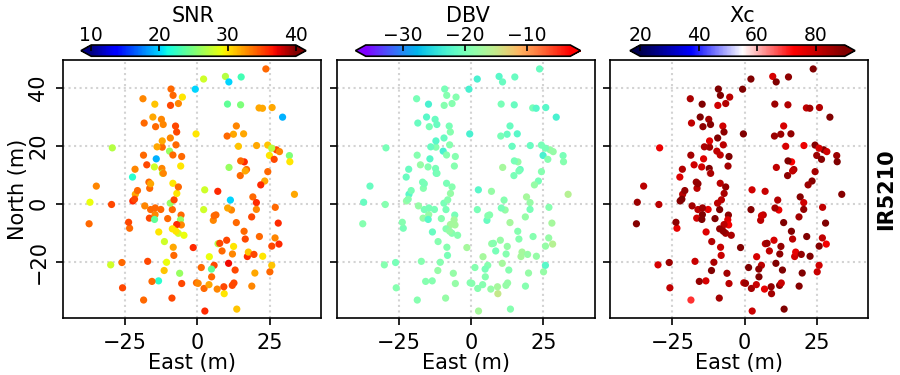 SNR
DBV
Xc
10 20 30 40
−30 −20 −10
20 40 60 80
North (m)
40
20
0
−20
IR5210
−25 0 25
−25 0 25
−25 0 25
East (m)
East (m)
East (m)